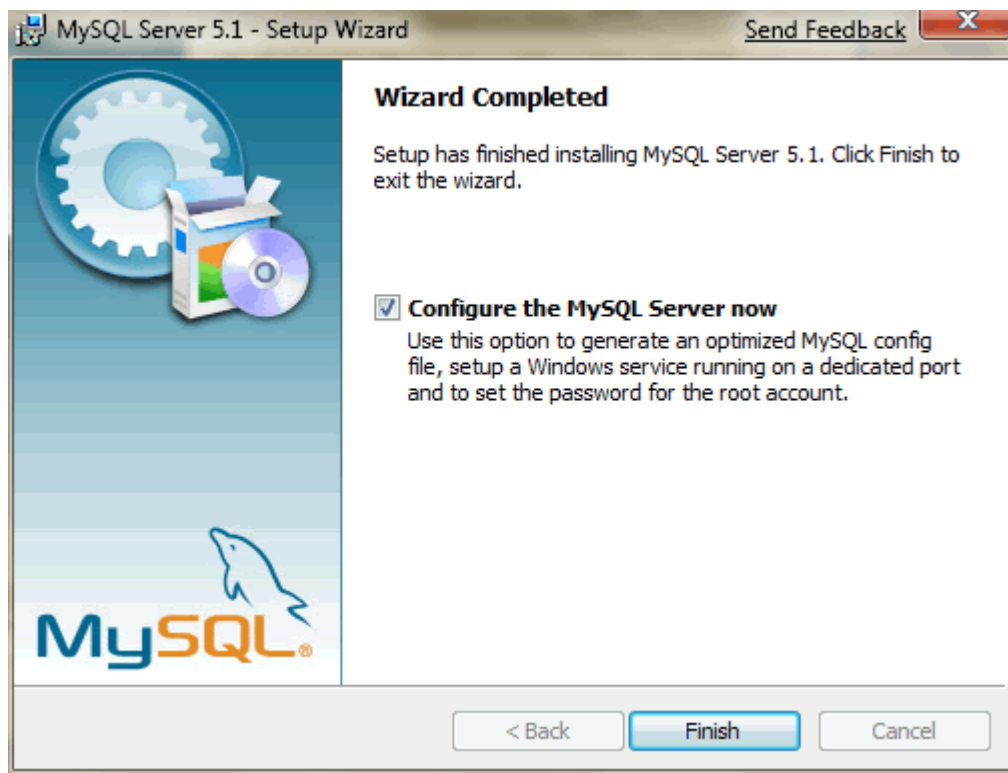 MySQL Server 5.1 - Setup Wizard Send Feedback
Wizard Completed
Setup has finished installing MySQL Server 5.1. Click Finish to
exit the wizard.
Configure the MySQL Server now
Use this option to generate an optimized MySQL config
file, setup a Windows service running on a dedicated port
and to set the password for the root account.
MySQL®
< Back Finish Cancel